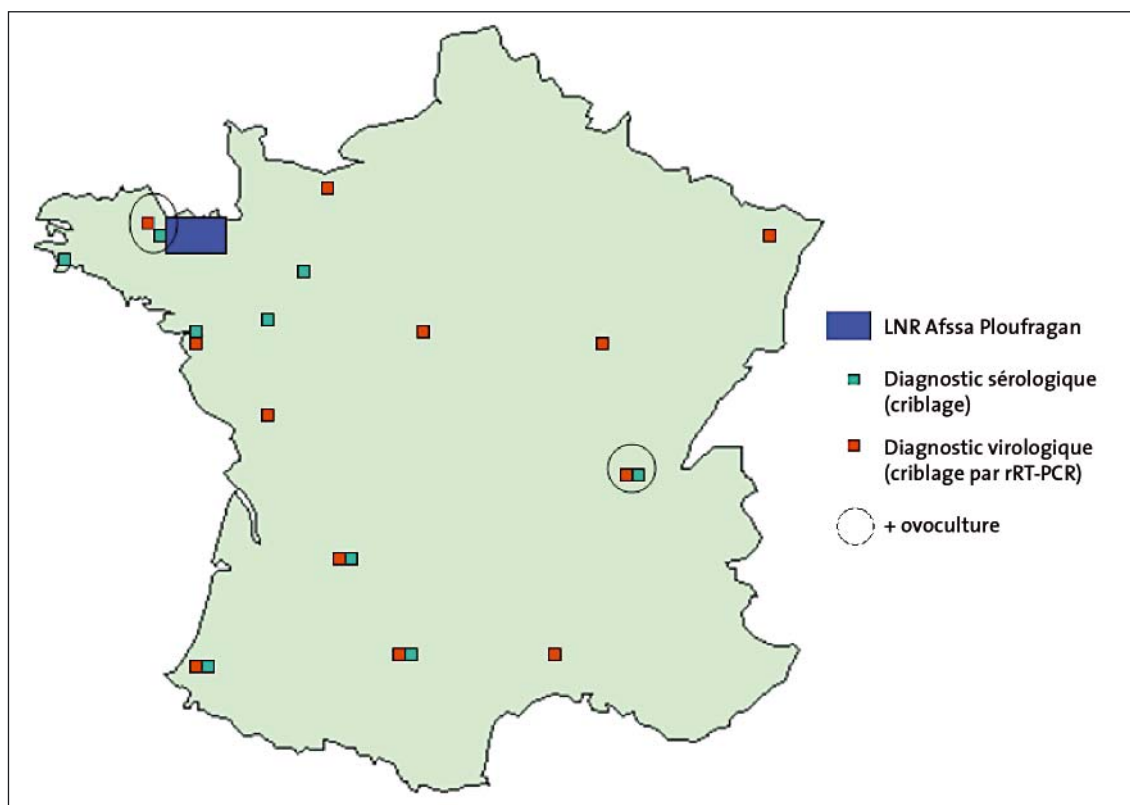 LNR Afssa Ploufragan
Diagnostic sérologique
(criblage)
Diagnostic virologique
(criblage par rRT-PCR)
+ ovoculture